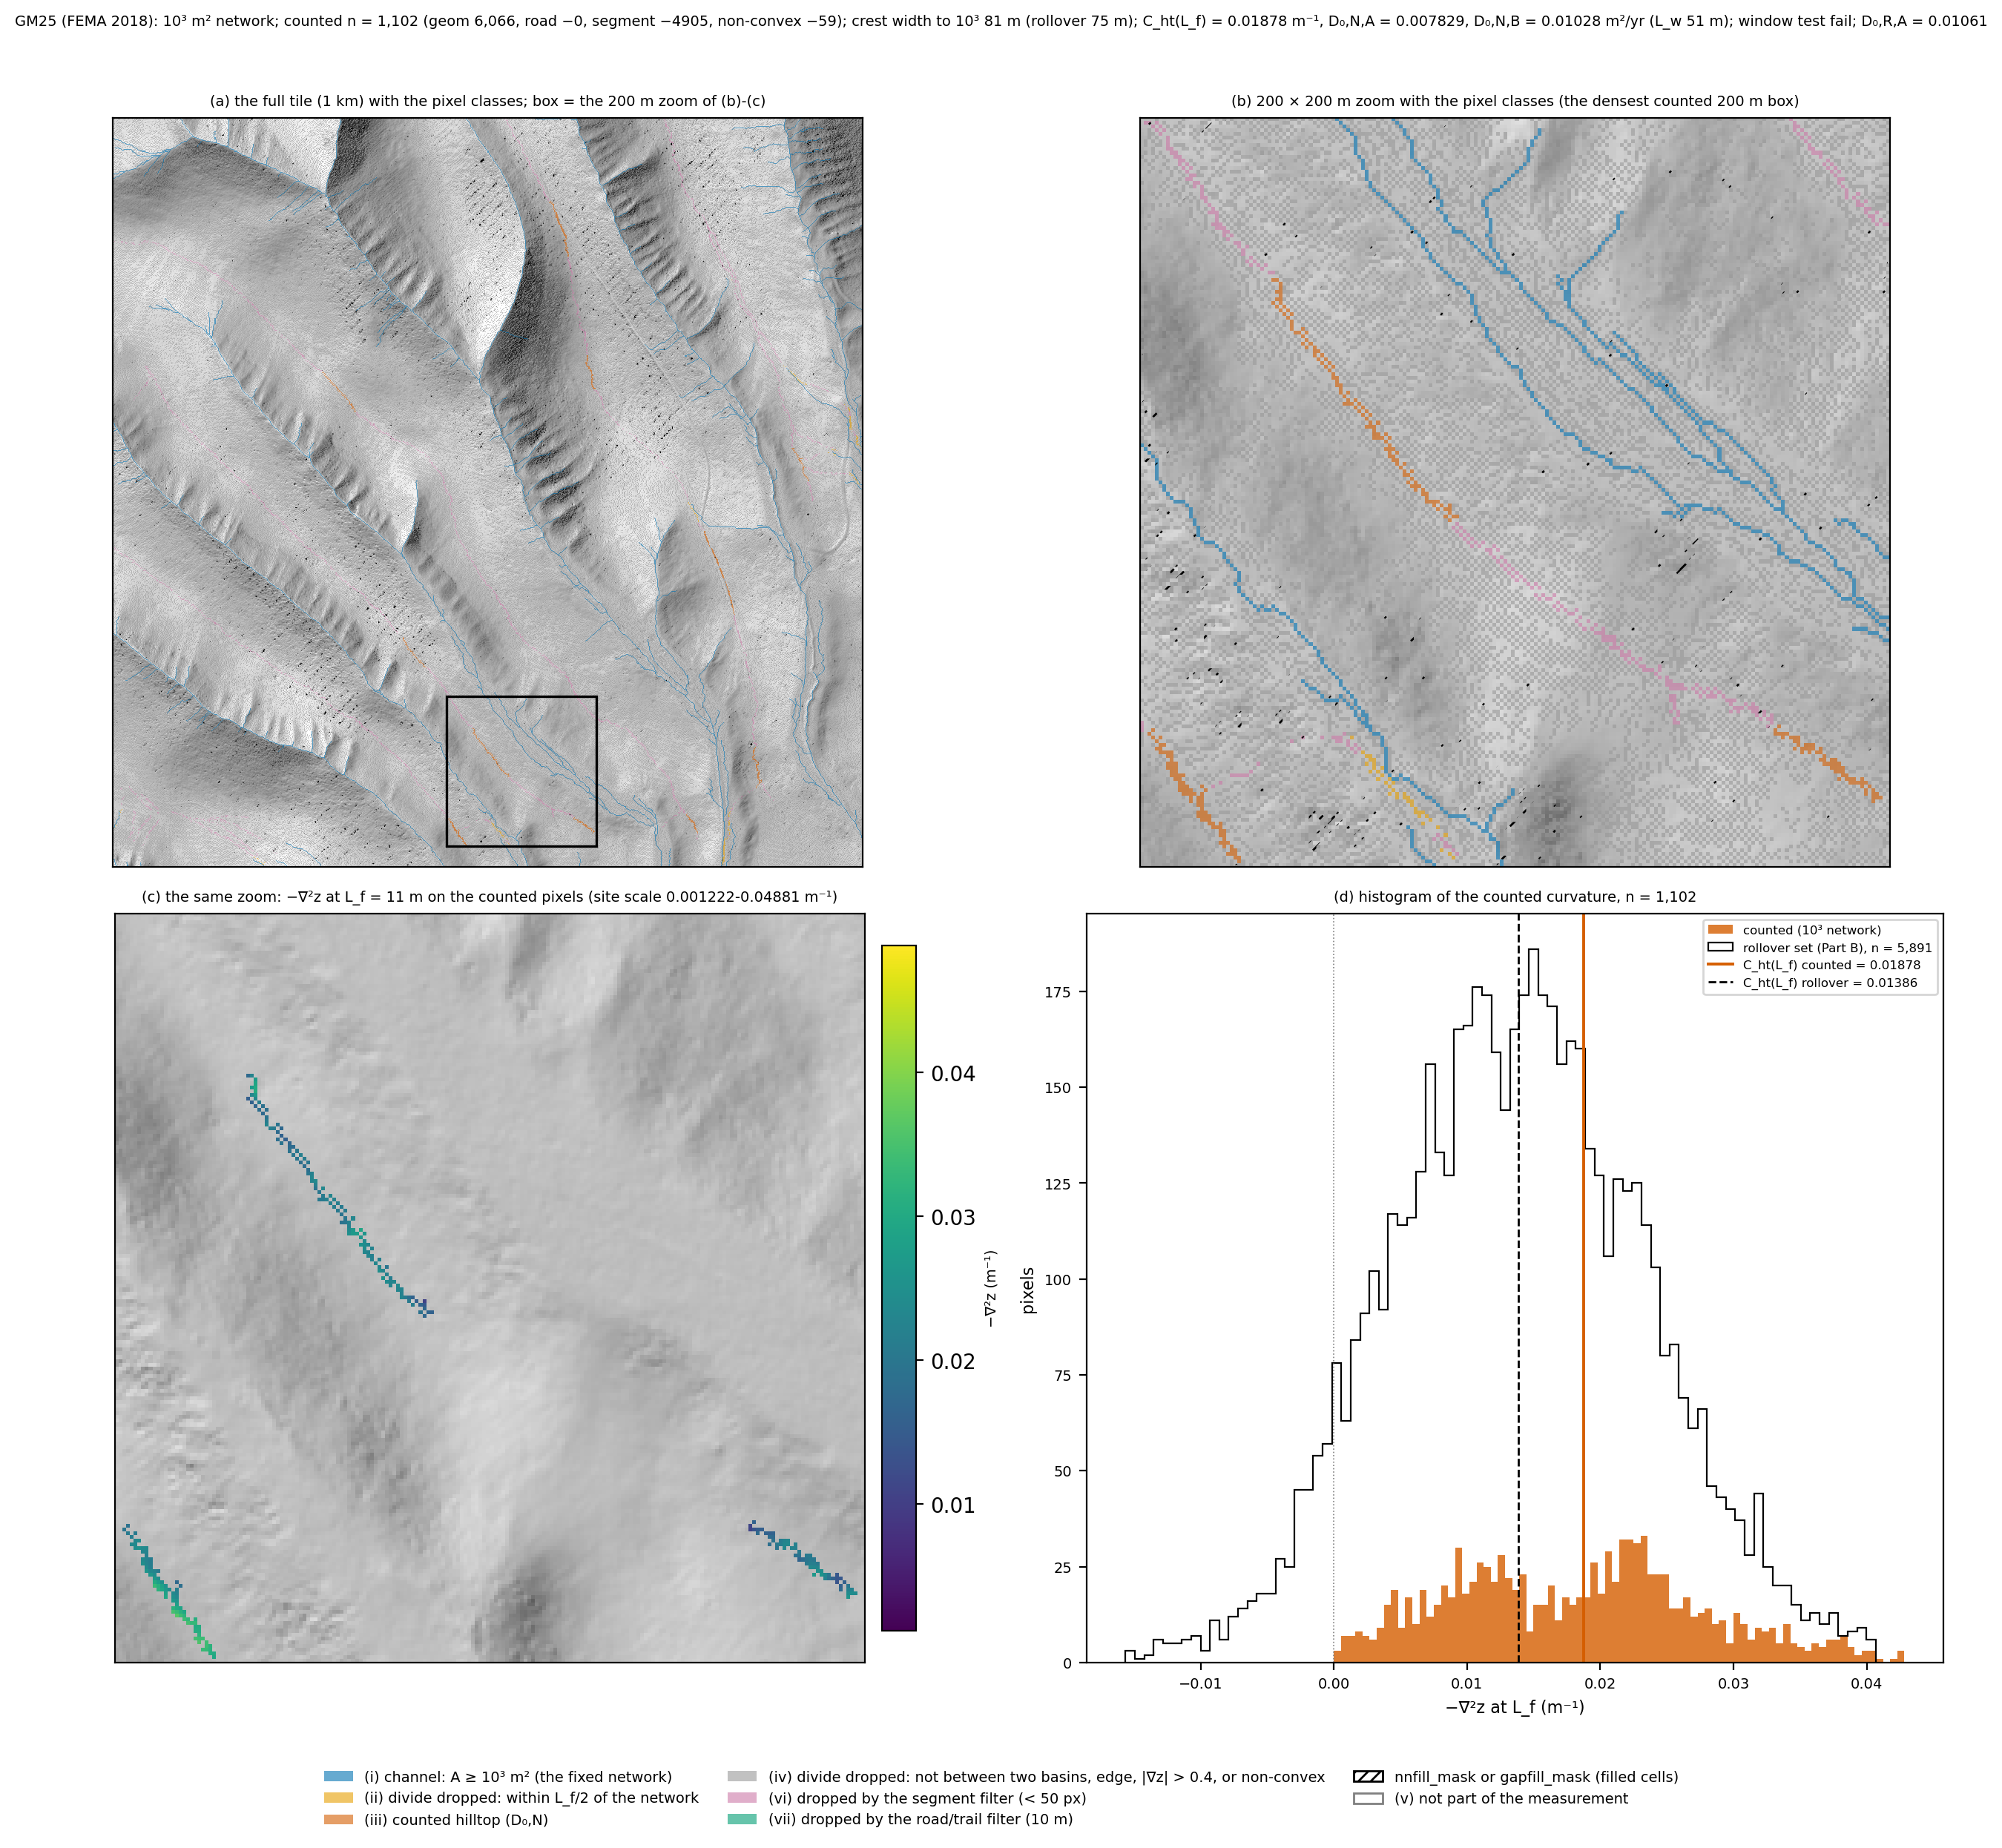 GM25 (FEMA 2018): 10³ m² network; counted n = 1,102 (geom 6,066, road −0, segment −4905, non-convex −59); crest width to 10³ 81 m (rollover 75 m); C_ht(L_f) = 0.01878 m⁻¹, D₀,N,A = 0.007829, D₀,N,B = 0.01028 m²/yr (L_w 51 m); window test fail; D₀,R,A = 0.01061
(a) the full tile (1 km) with the pixel classes; box = the 200 m zoom of (b)-(c)
(b) 200 × 200 m zoom with the pixel classes (the densest counted 200 m box)
(c) the same zoom: −∇²z at L_f = 11 m on the counted pixels (site scale 0.001222-0.04881 m⁻¹)
0.04
0.03
0.02
0.01
−∇²z (m⁻¹)
(d) histogram of the counted curvature, n = 1,102
counted (10³ network)
rollover set (Part B), n = 5,891
C_ht(L_f) counted = 0.01878
C_ht(L_f) rollover = 0.01386
175
150
125
100
75
50
25
0
pixels
−0.01 0.00 0.01 0.02 0.03 0.04
−∇²z at L_f (m⁻¹)
(i) channel: A ≥ 10³ m² (the fixed network)
(ii) divide dropped: within L_f/2 of the network
(iii) counted hilltop (D₀,N)
(iv) divide dropped: not between two basins, edge, |∇z| > 0.4, or non-convex
(vi) dropped by the segment filter (< 50 px)
(vii) dropped by the road/trail filter (10 m)
nnfill_mask or gapfill_mask (filled cells)
(v) not part of the measurement